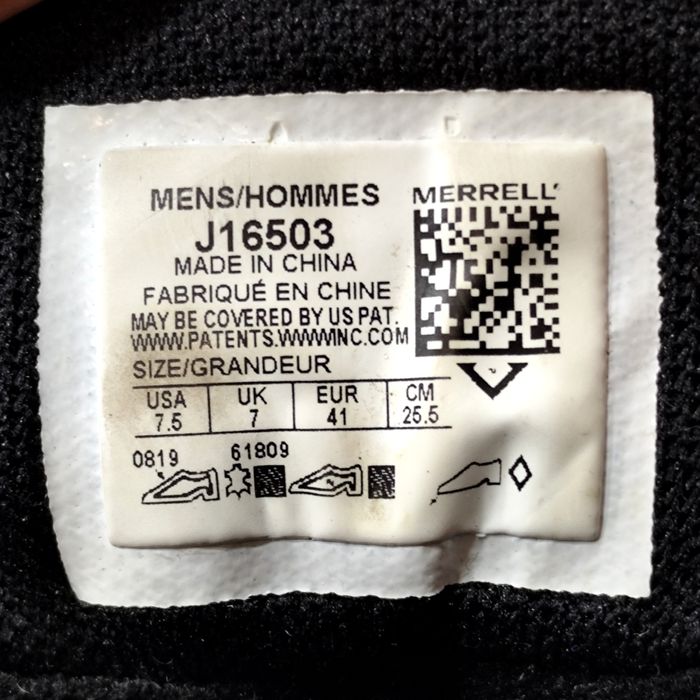 MENS/HOMMES
MERRELL
J16503
MADE IN CHINA
FABRIQUÉ EN CHINE
MAY BE COVERED BY US PAT.
WWW.PATENTS.WWWINC.COM
SIZE/GRANDEUR
USA UK EUR CM
7.5 7 41 25.5
0819 61809